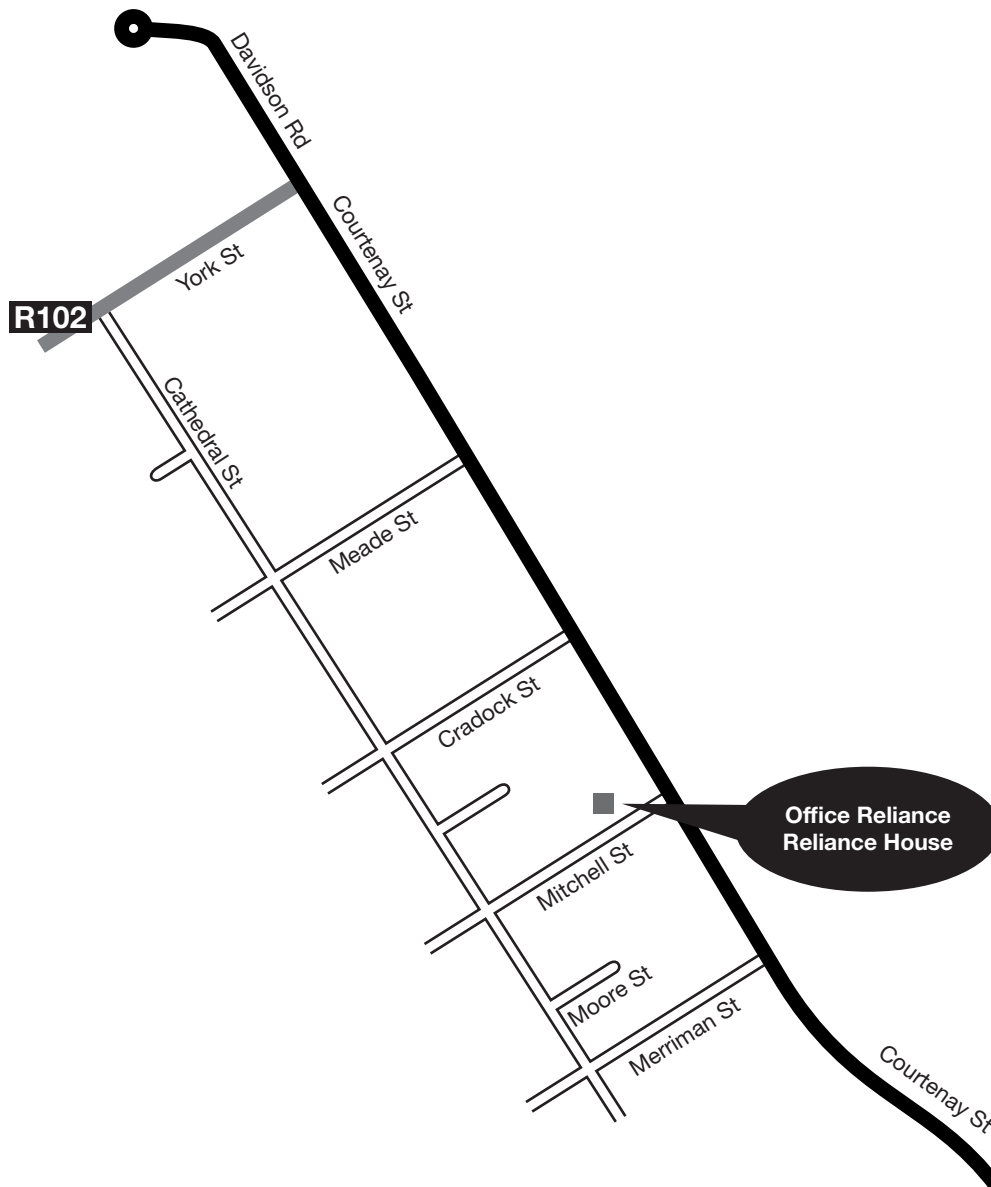 Davidson Rd
Courtenay St
York St
R102
Cathedral St
Meade St
Cradock St
Office Reliance
Reliance House
Mitchell St
Moore St
Merriman St
Courtenay St